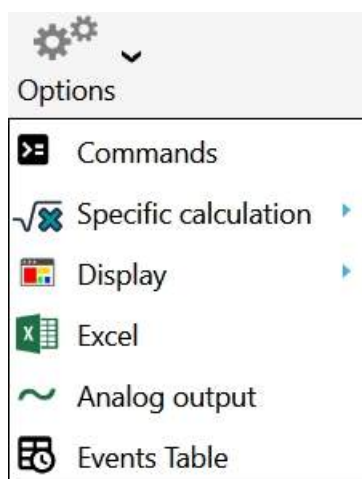 Options
Commands
Specific calculation
Display
Excel
Analog output
Events Table